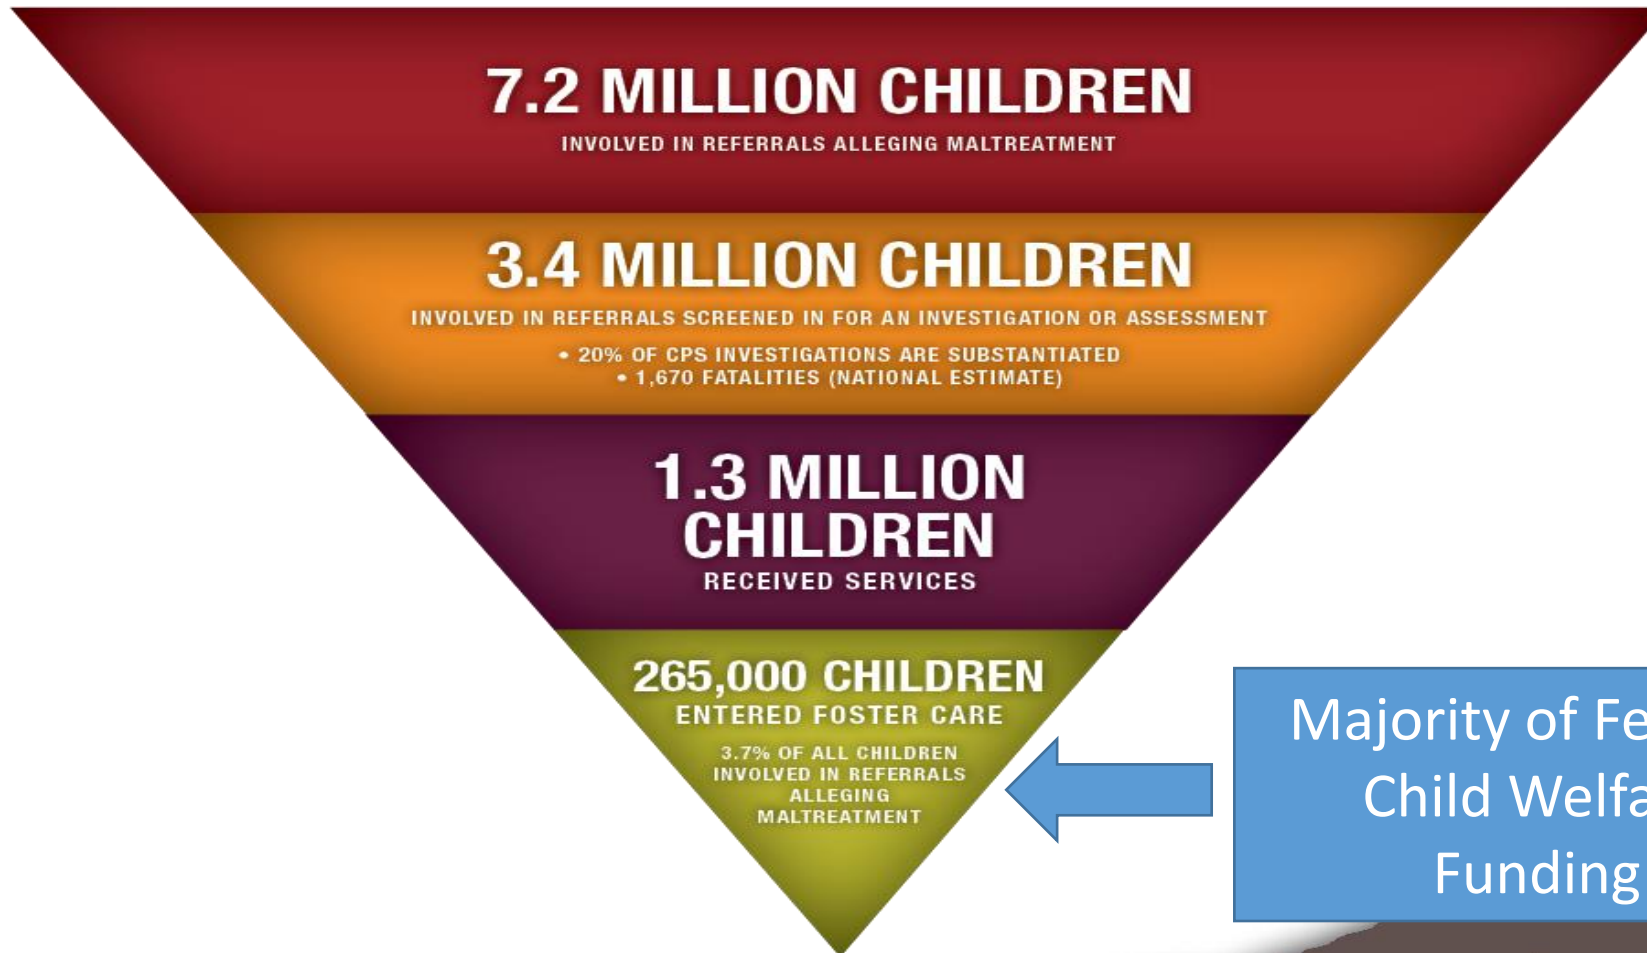 7.2 MILLION CHILDREN
INVOLVED IN REFERRALS ALLEGING MALTREATMENT
3.4 MILLION CHILDREN
INVOLVED IN REFERRALS SCREENED IN FOR AN INVESTIGATION OR ASSESSMENT
• 20% OF CPS INVESTIGATIONS ARE SUBSTANTIATED
• 1,670 FATALITIES (NATIONAL ESTIMATE)
1.3 MILLION
CHILDREN
RECEIVED SERVICES
265,000 CHILDREN
ENTERED FOSTER CARE
3.7% OF ALL CHILDREN
INVOLVED IN REFERRALS
ALLEGING
MALTREATMENT
Majority of Fe
Child Welfa
Funding